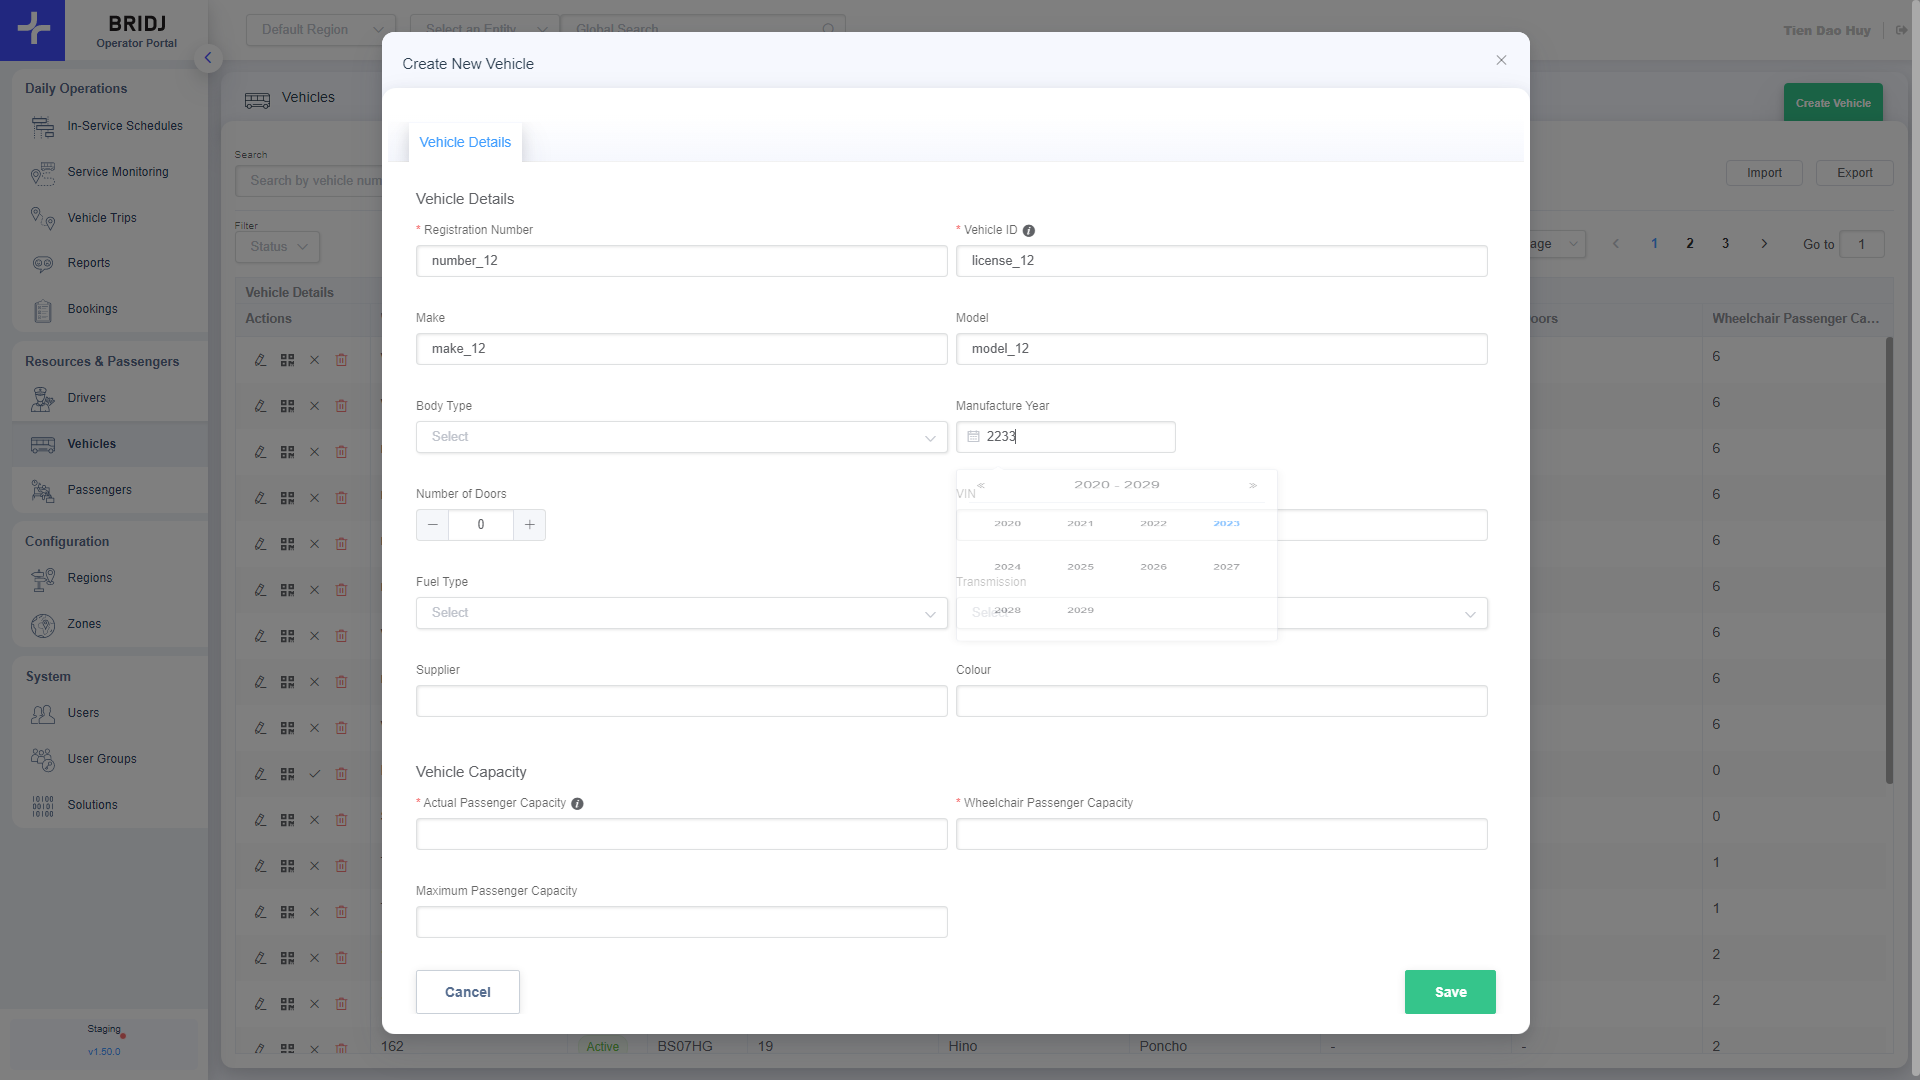 BRIDJ
Operator Portal
Default Region
Select an Entity
Global Search
Tien Dao Huy
Daily Operations
In-Service Schedules
Service Monitoring
Vehicle Trips
Reports
Bookings
Resources & Passengers
Drivers
Vehicles
Passengers
Configuration
Regions
Zones
System
Users
User Groups
Solutions
Staging
v1.50.0
Vehicles
Create Vehicle
Search
Search by vehicle num
Import
Export
Filter
Status
age
1
2
3
Go to
1
Vehicle Details
Actions
oors
Wheelchair Passenger Ca...
6
6
6
6
6
6
6
6
6
0
0
1
1
2
2
162
Active
BS07HG
19
Hino
Poncho
-
-
2
Create New Vehicle
Vehicle Details
Vehicle Details
* Registration Number
* Vehicle ID
number_12
license_12
Make
Model
make_12
model_12
Body Type
Manufacture Year
Select
2233
Number of Doors
VIN
0
2020 - 2029
2020 2021 2022 2023
2024 2025 2026 2027
2028 2029
Fuel Type
Transmission
Select
Select
Supplier
Colour
Vehicle Capacity
* Actual Passenger Capacity
* Wheelchair Passenger Capacity
Maximum Passenger Capacity
Cancel
Save